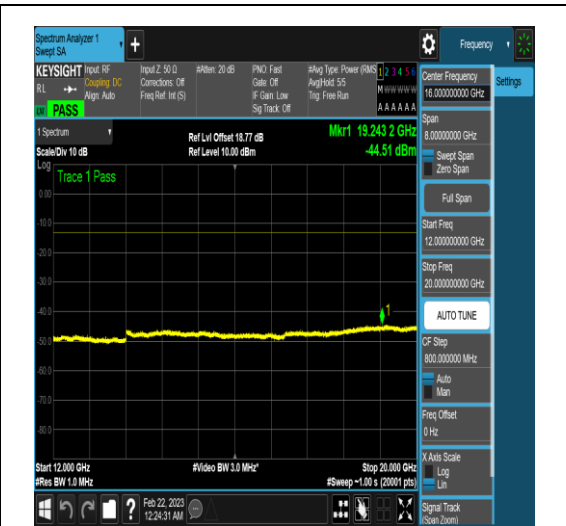 Spectrum Analyzer 1
Swept SA
Frequency
KEYSIGHT
RL
PASS
Input: RF
Coupling: DC
Align: Auto
Input Z: 50 Ω
Corrections: Off
Freq Ref: Int (S)
#Atten: 20 dB
PNO: Fast
Gate: Off
IF Gain: Low
Sig Track: Off
#Avg Type: Power (RMS
Avg|Hold: 5/5
Trig: Free Run
1 2 3 4 5 6
M W W W W W
A A A A A A
1 Spectrum
Scale/Div 10 dB
Ref Lvl Offset 18.77 dB
Ref Level 10.00 dBm
Mkr1 19.243 2 GHz
-44.51 dBm
Log
Trace 1 Pass
0.00
-10.0
-20.0
-30.0
-40.0
-50.0
-60.0
-70.0
-80.0
1
Start 12.000 GHz
#Res BW 1.0 MHz
#Video BW 3.0 MHz*
Stop 20.000 GHz
#Sweep ~1.00 s (20001 pts)
Center Frequency
16.000000000 GHz
Settings
Span
8.00000000 GHz
Swept Span
Zero Span
Full Span
Start Freq
12.000000000 GHz
Stop Freq
20.000000000 GHz
AUTO TUNE
CF Step
800.000000 MHz
Auto
Man
Freq Offset
0 Hz
X Axis Scale
Log
Lin
Signal Track
(Span Zoom)
?
Feb 22, 2023
12:24:31 AM